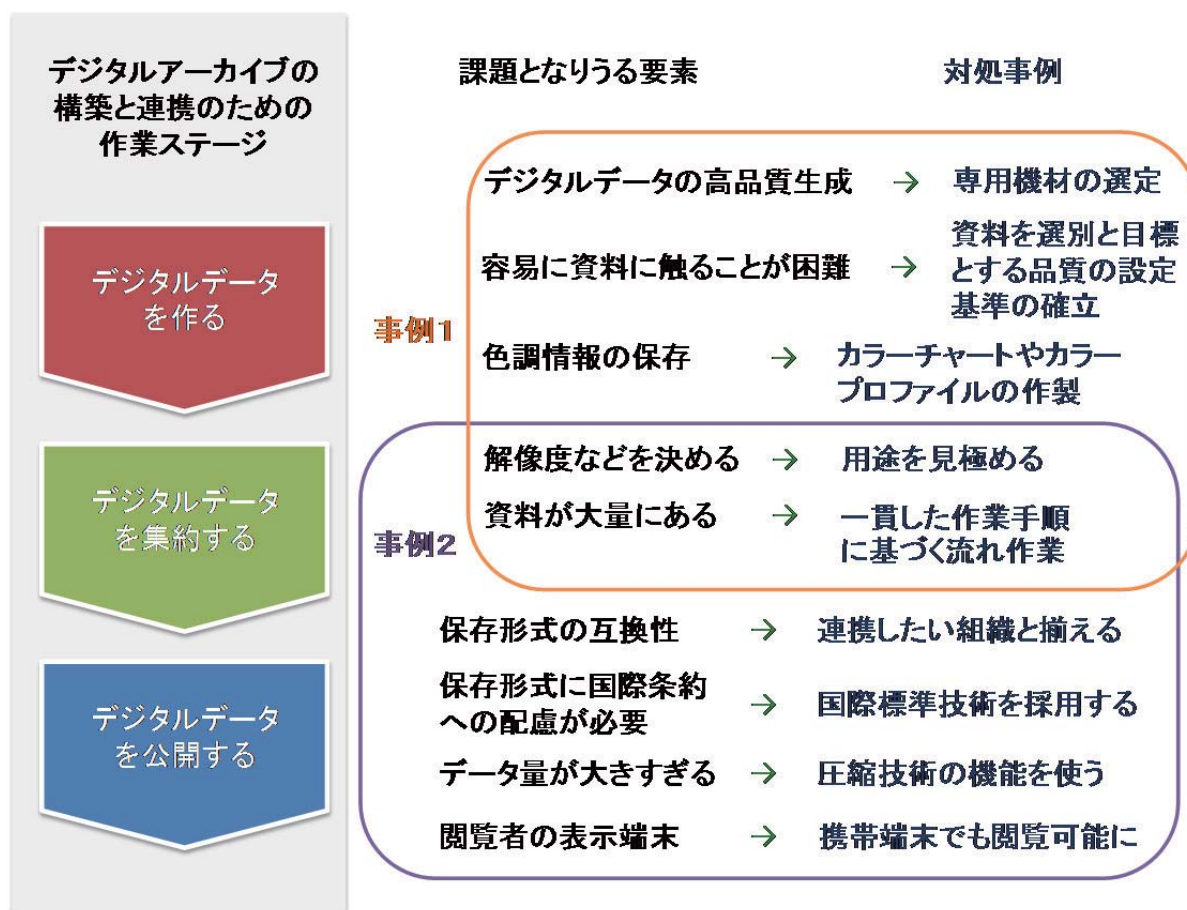 デジタルアーカイブの
構築と連携のための
作業ステージ
課題となりうる要素
対処事例
デジタルデータ
を作る
デジタルデータ
を集約する
デジタルデータ
を公開する
事例1
デジタルデータの高品質生成 → 専用機材の選定
容易に資料に触ることが困難 → 資料を選別と目標
とする品質の設定
基準の確立
色調情報の保存 → カラーチャートやカラー
プロファイルの作製
事例2
解像度などを決める → 用途を見極める
資料が大量にある → 一貫した作業手順
に基づく流れ作業
保存形式の互換性 → 連携したい組織と揃える
保存形式に国際条約
への配慮が必要 → 国際標準技術を採用する
データ量が大きすぎる → 圧縮技術の機能を使う
閲覧者の表示端末 → 携帯端末でも閲覧可能に